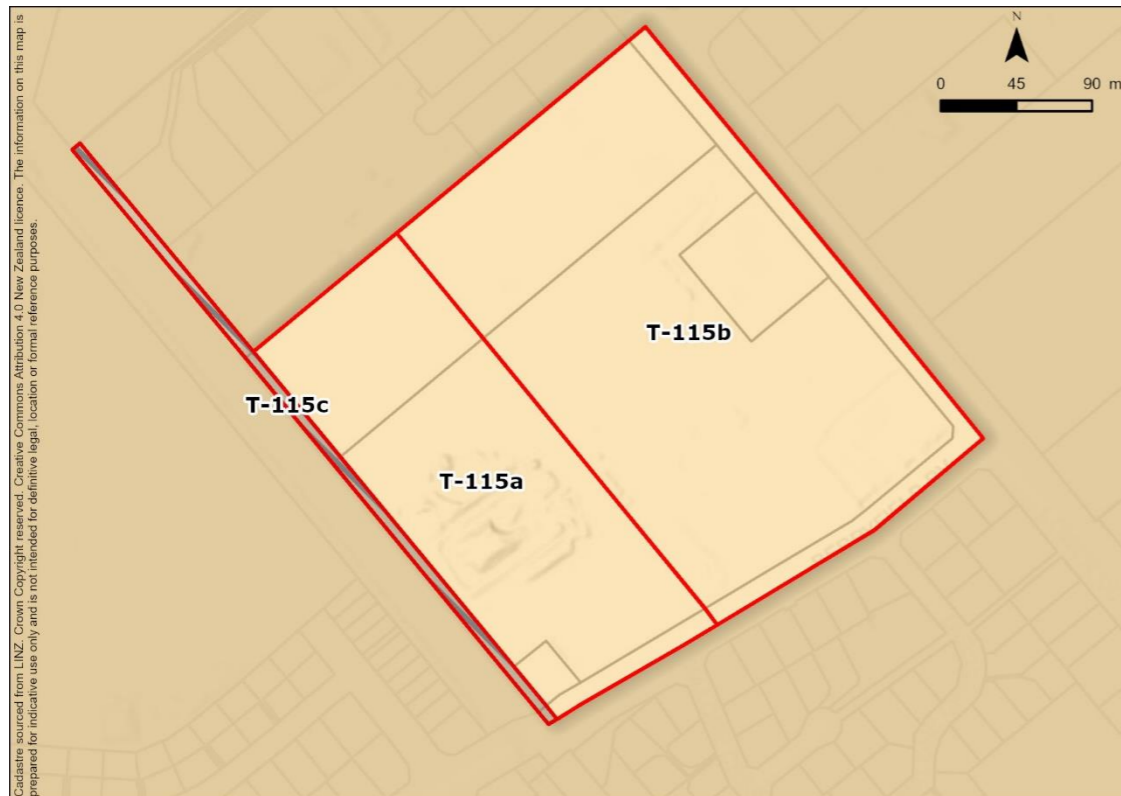 Cadastre sourced from LINZ. Crown Copyright reserved. Creative Commons Attribution 4.0 New Zealand licence. The information on this map is
prepared for indicative use only and is not intended for definitive legal, location or formal reference purposes.
N
0 45 90 m
T-115b
T-115c
T-115a